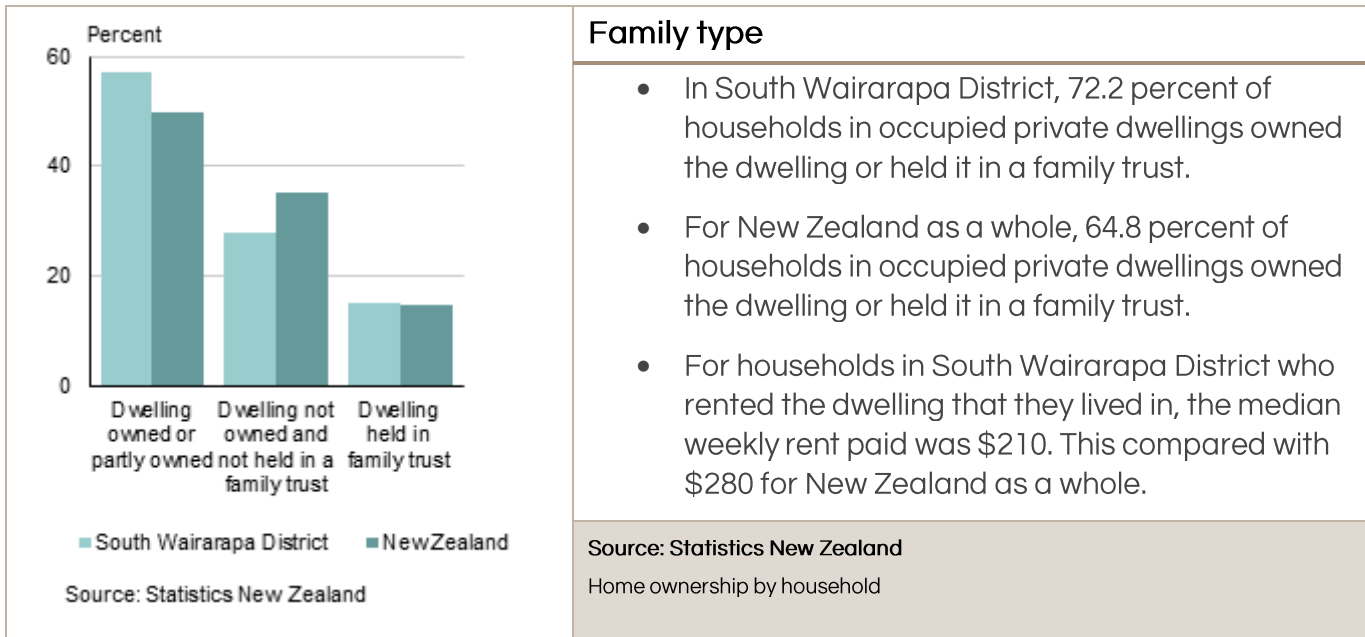 Percent
60
40
20
0
Dwelling owned or partly owned
Dwelling not owned and not held in a family trust
Dwelling held in family trust
South Wairarapa District
NewZealand
Source: Statistics New Zealand
Family type
• In South Wairarapa District, 72.2 percent of
households in occupied private dwellings owned
the dwelling or held it in a family trust.
• For New Zealand as a whole, 64.8 percent of
households in occupied private dwellings owned
the dwelling or held it in a family trust.
• For households in South Wairarapa District who
rented the dwelling that they lived in, the median
weekly rent paid was $210. This compared with
$280 for New Zealand as a whole.
Source: Statistics New Zealand
Home ownership by household